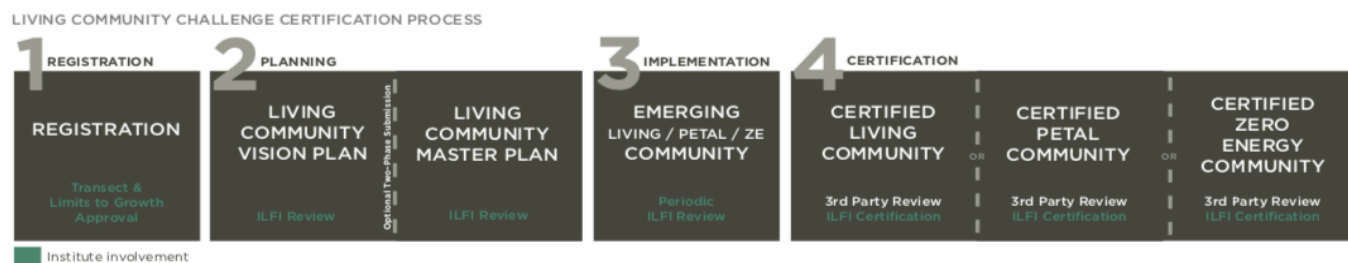 LIVING COMMUNITY CHALLENGE CERTIFICATION PROCESS
1 REGISTRATION
REGISTRATION
Transect &
Limits to Growth
Approval
2 PLANNING
LIVING
COMMUNITY
VISION PLAN
ILFI Review
Optional Two-Phase Submission
LIVING
COMMUNITY
MASTER PLAN
ILFI Review
3 IMPLEMENTATION
EMERGING
LIVING / PETAL / ZE
COMMUNITY
Periodic
ILFI Review
4 CERTIFICATION
CERTIFIED
LIVING
COMMUNITY
3rd Party Review
ILFI Certification
OR
CERTIFIED
PETAL
COMMUNITY
3rd Party Review
ILFI Certification
OR
CERTIFIED
ZERO
ENERGY
COMMUNITY
3rd Party Review
ILFI Certification
Institute involvement